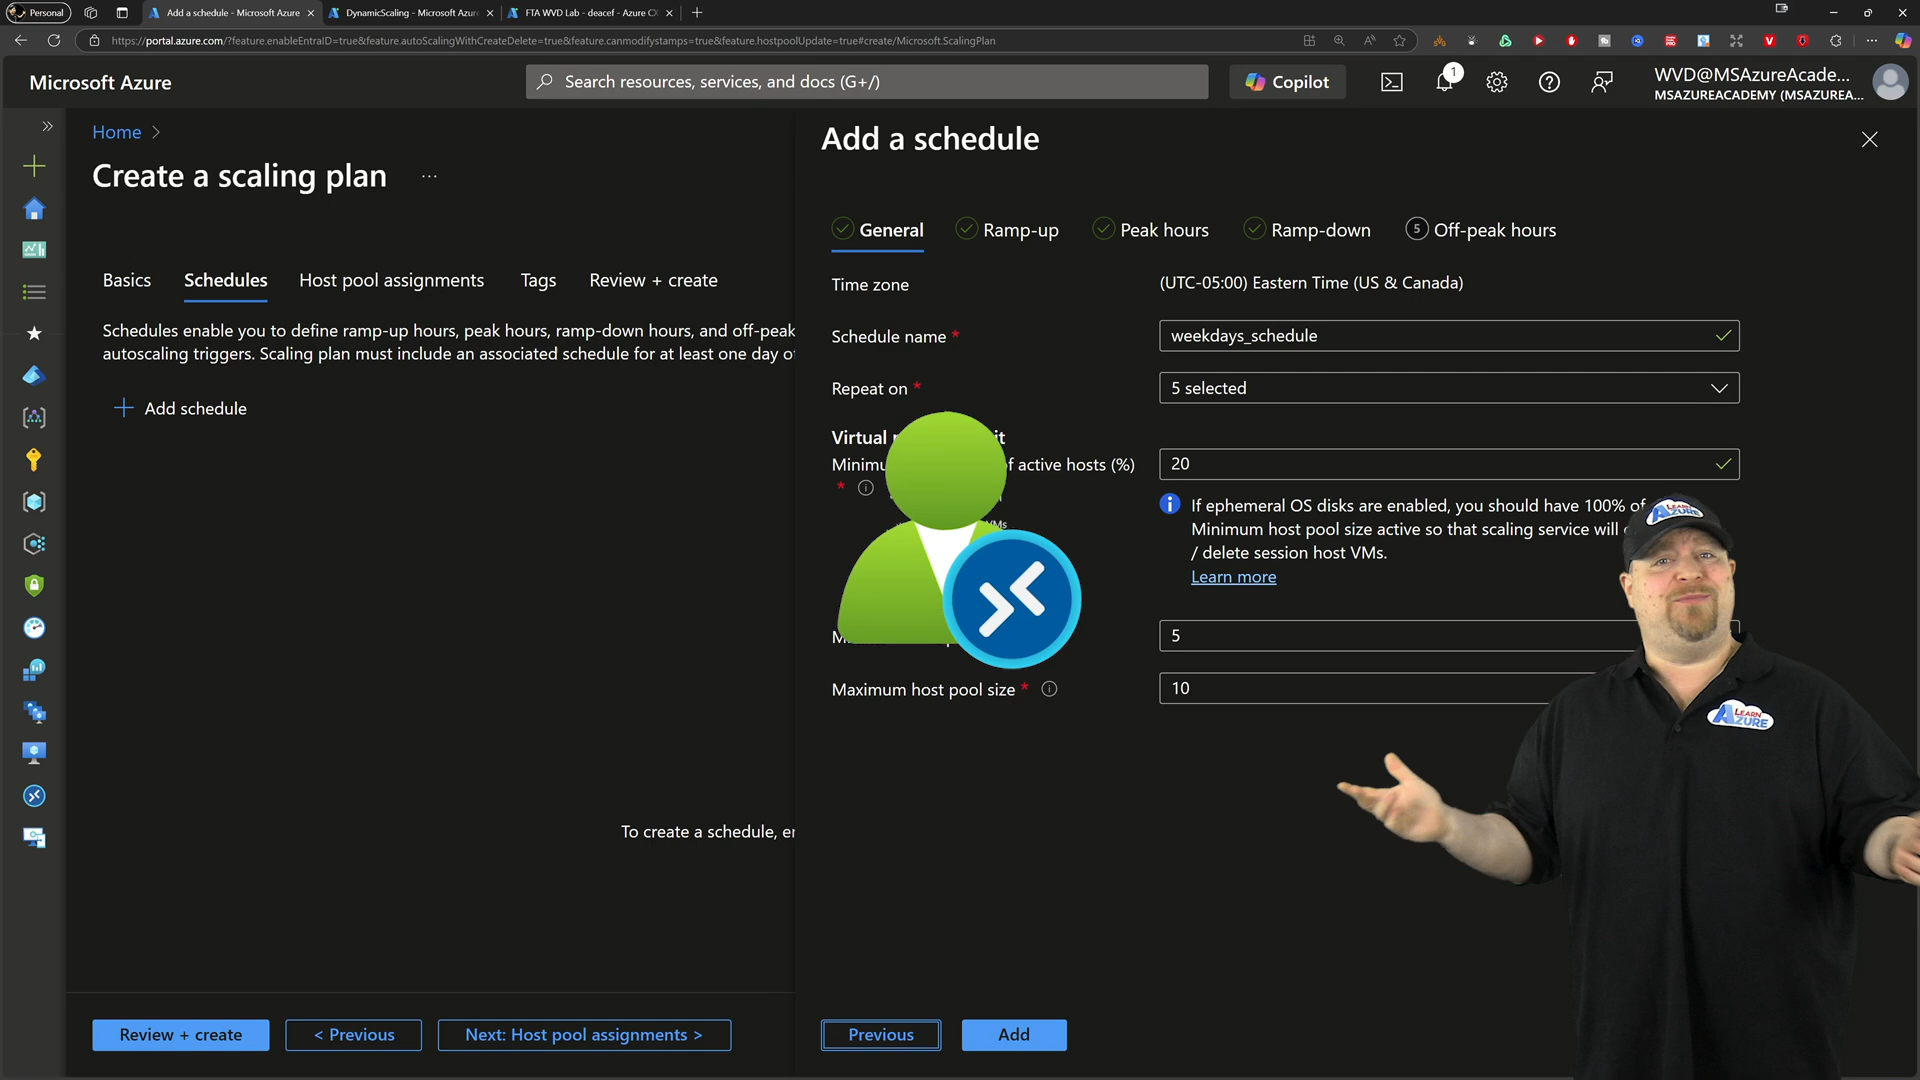 Personal
Add a schedule - Microsoft Azure
DynamicScaling - Microsoft Azur
FTA WVD Lab - deacef - Azure C
https://portal.azure.com/?feature.enableEntraID=true&feature.autoScalingWithCreateDelete=true&feature.canmodifystamps=true&feature.hostpoolUpdate=true#create/Microsoft.ScalingPlan
Microsoft Azure
Search resources, services, and docs (G+/)
Copilot
1
WVD@MSAzureAcade...
MSAZUREACADEMY (MSAZUREA...
Home
Create a scaling plan
...
Basics
Schedules
Host pool assignments
Tags
Review + create
Schedules enable you to define ramp-up hours, peak hours, ramp-down hours, and off-peak
autoscaling triggers. Scaling plan must include an associated schedule for at least one day o
Add schedule
To create a schedule, en
Review + create
< Previous
Next: Host pool assignments >
Add a schedule
General
Ramp-up
Peak hours
Ramp-down
5 Off-peak hours
Time zone
(UTC-05:00) Eastern Time (US & Canada)
Schedule name *
weekdays_schedule
Repeat on *
5 selected
Virtual
Minimu
of active hosts (%)
*
20
If ephemeral OS disks are enabled, you should have 100% of
Minimum host pool size active so that scaling service will
/ delete session host VMs.
Learn more
VMs
5
Maximum host pool size *
10
Previous
Add
LEARN
AZURE
LEARN
AZURE